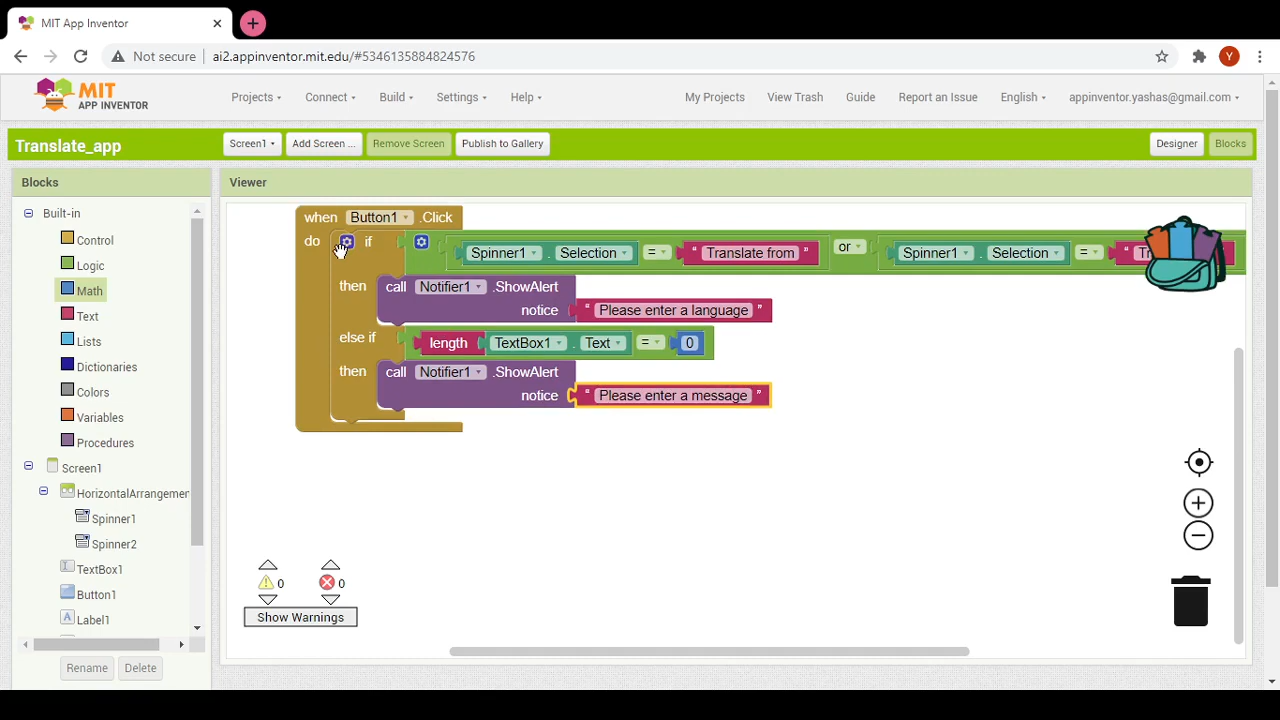 MIT App Inventor
Not secure ai2.appinventor.mit.edu/#5346135884824576 Y
MIT APP INVENTOR
Projects Connect Build Settings Help My Projects View Trash Guide Report an Issue English appinventor.yashas@gmail.com
Translate_app Screen1 Add Screen ... Remove Screen Publish to Gallery Designer Blocks
Blocks
Viewer
Built-in
Control
Logic
Math
Text
Lists
Dictionaries
Colors
Variables
Procedures
Screen1
HorizontalArrangemen
Spinner1
Spinner2
TextBox1
Button1
Label1
Rename Delete
when Button1 .Click
do if Spinner1 . Selection = “ Translate from ” or Spinner1 . Selection = “
then call Notifier1 .ShowAlert
notice “ Please enter a language ”
else if length TextBox1 . Text = 0
then call Notifier1 .ShowAlert
notice “ Please enter a message ”
0 0
Show Warnings